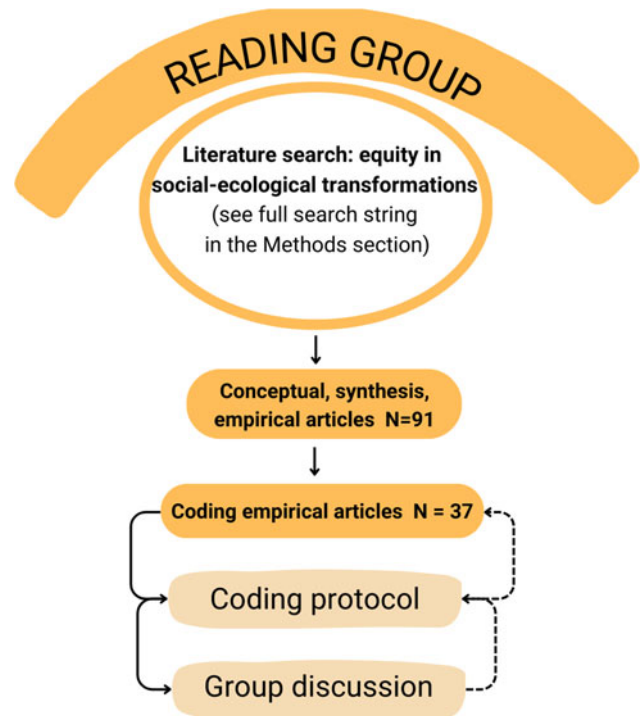 READING GROUP
Literature search: equity in
social-ecological transformations
(see full search string
in the Methods section)
Conceptual, synthesis,
empirical articles N=91
Coding empirical articles N = 37
Coding protocol
Group discussion